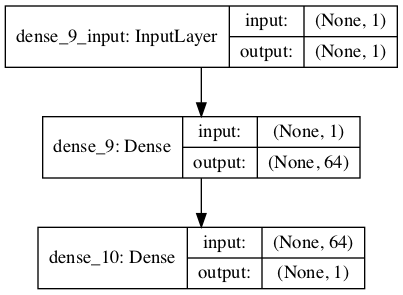 dense_9_input: InputLayer
input: (None, 1)
output: (None, 1)
dense_9: Dense
input: (None, 1)
output: (None, 64)
dense_10: Dense
input: (None, 64)
output: (None, 1)